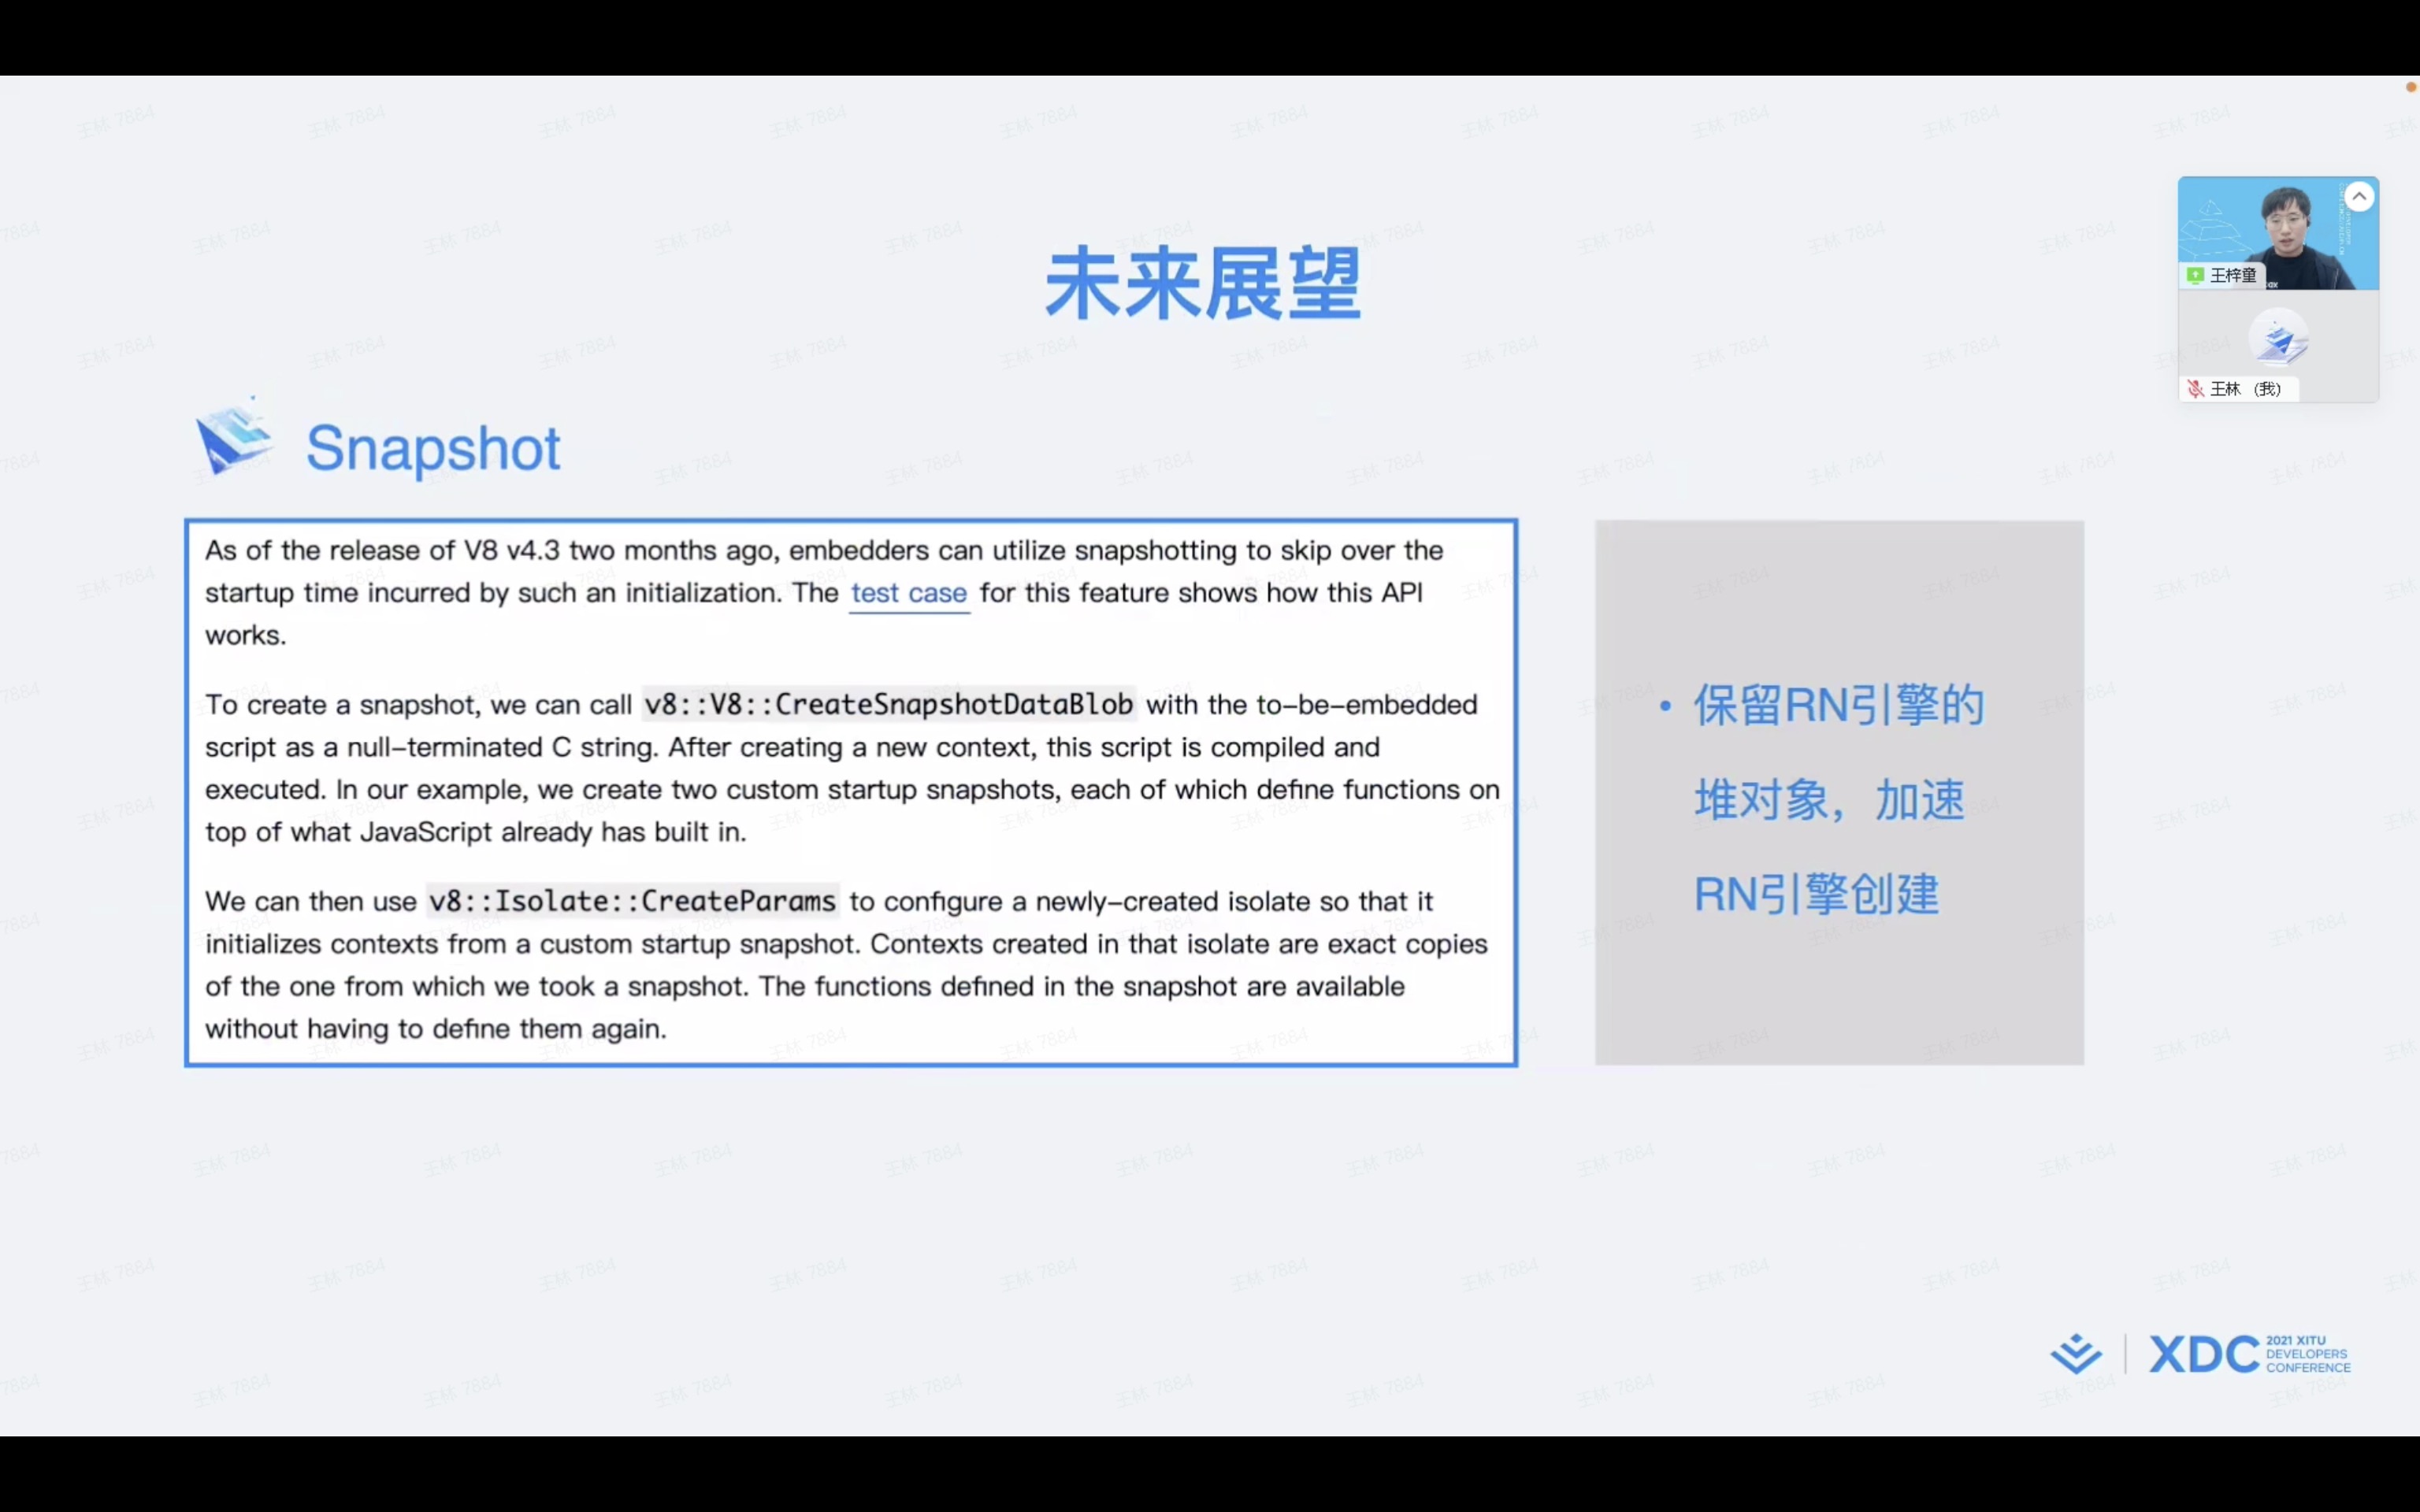 未来展望
王梓童
王林 (我)
Snapshot
As of the release of V8 v4.3 two months ago, embedders can utilize snapshotting to skip over the
startup time incurred by such an initialization. The test case for this feature shows how this API
works.
To create a snapshot, we can call v8::V8::CreateSnapshotDataBlob with the to-be-embedded
script as a null-terminated C string. After creating a new context, this script is compiled and
executed. In our example, we create two custom startup snapshots, each of which define functions on
top of what JavaScript already has built in.
We can then use v8::Isolate::CreateParams to configure a newly-created isolate so that it
initializes contexts from a custom startup snapshot. Contexts created in that isolate are exact copies
of the one from which we took a snapshot. The functions defined in the snapshot are available
without having to define them again.
• 保留RN引擎的
堆对象，加速
RN引擎创建
XDC
2021 XITU
DEVELOPERS
CONFERENCE
王林 7884